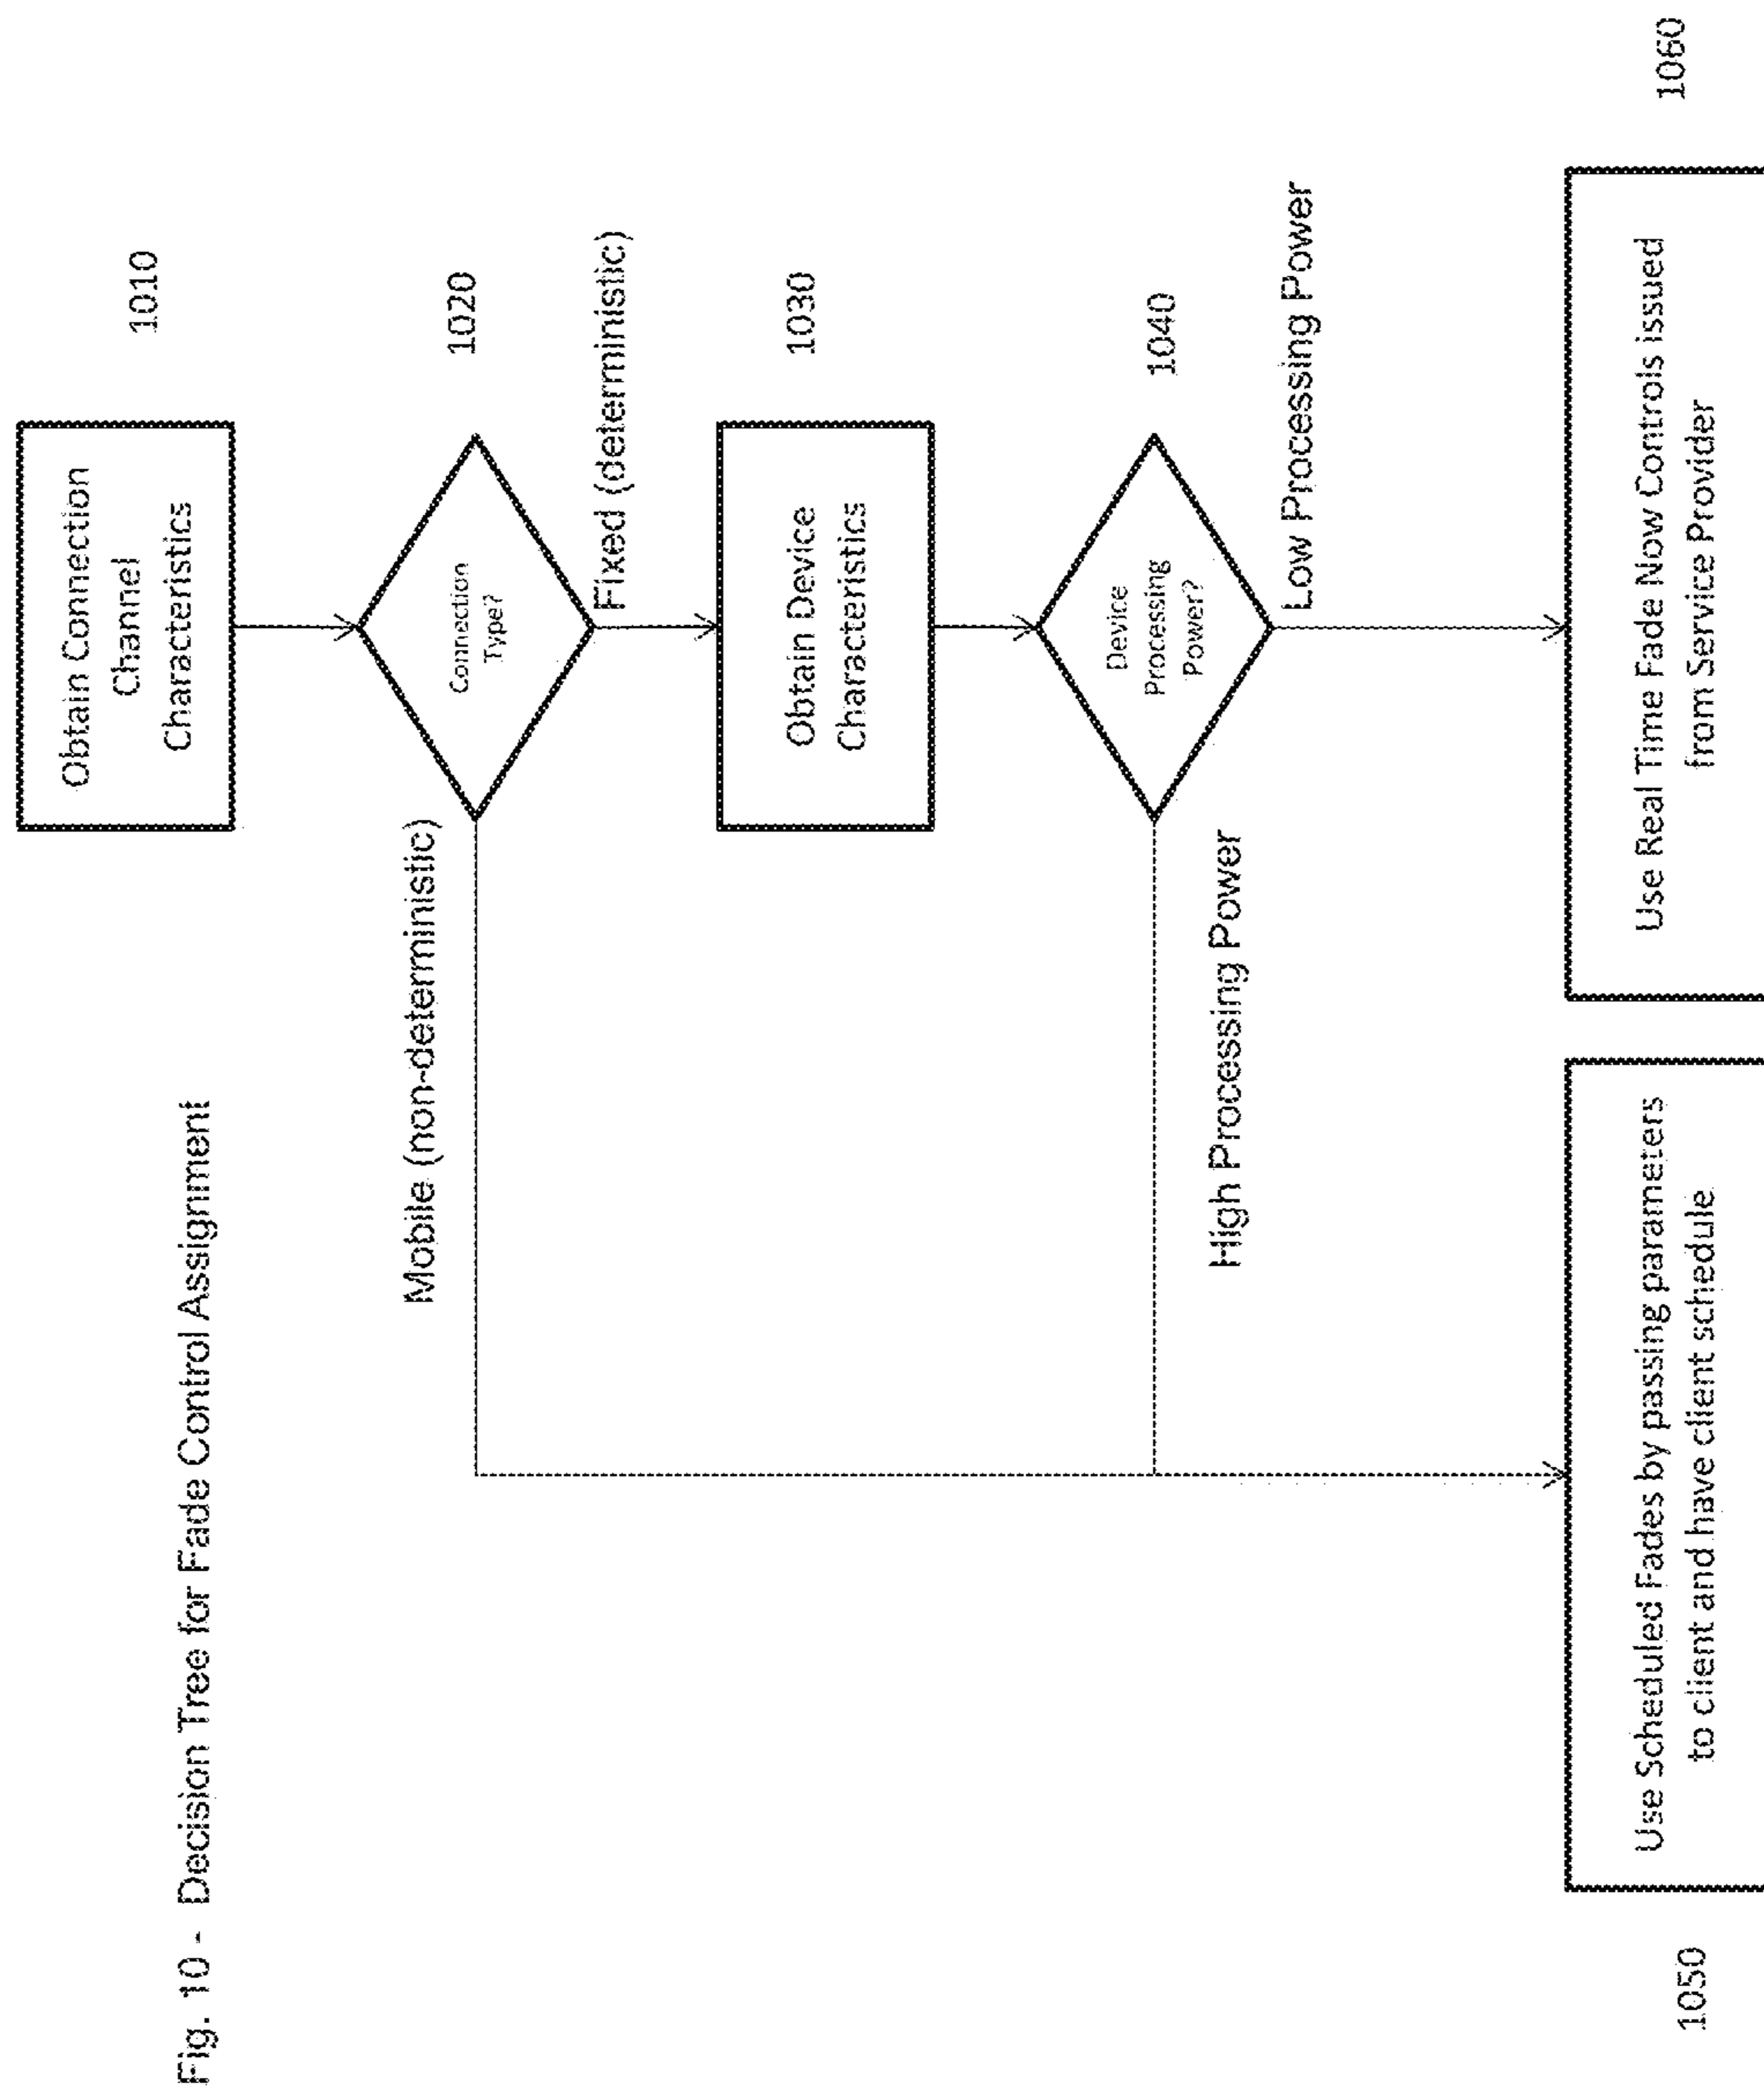 Fig. 10 - Decision Tree for Fade Control Assignment
Obtain Connection
Channel
Characteristics
1010
Mobile (non-deterministic)
Connection
Type?
1020
Fixed (deterministic)
Obtain Device
Characteristics
1030
Device
Processing
Power?
1040
High Processing Power
Low Processing Power
1050
Use Scheduled Fades by passing parameters
to client and have client schedule
Use Real Time Fade Now Controls issued
from Service Provider
1060